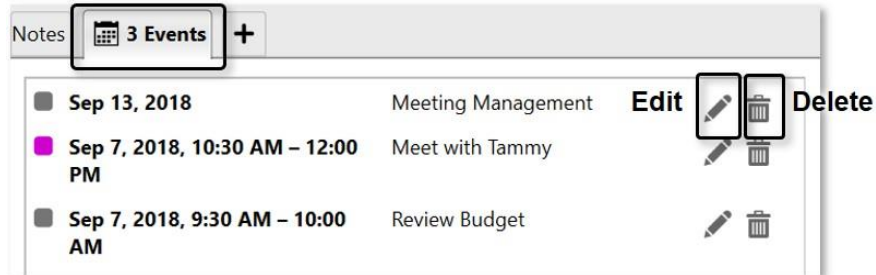 Notes 3 Events +
Sep 13, 2018 Meeting Management Edit Delete
Sep 7, 2018, 10:30 AM – 12:00 Meet with Tammy
PM
Sep 7, 2018, 9:30 AM – 10:00 Review Budget
AM